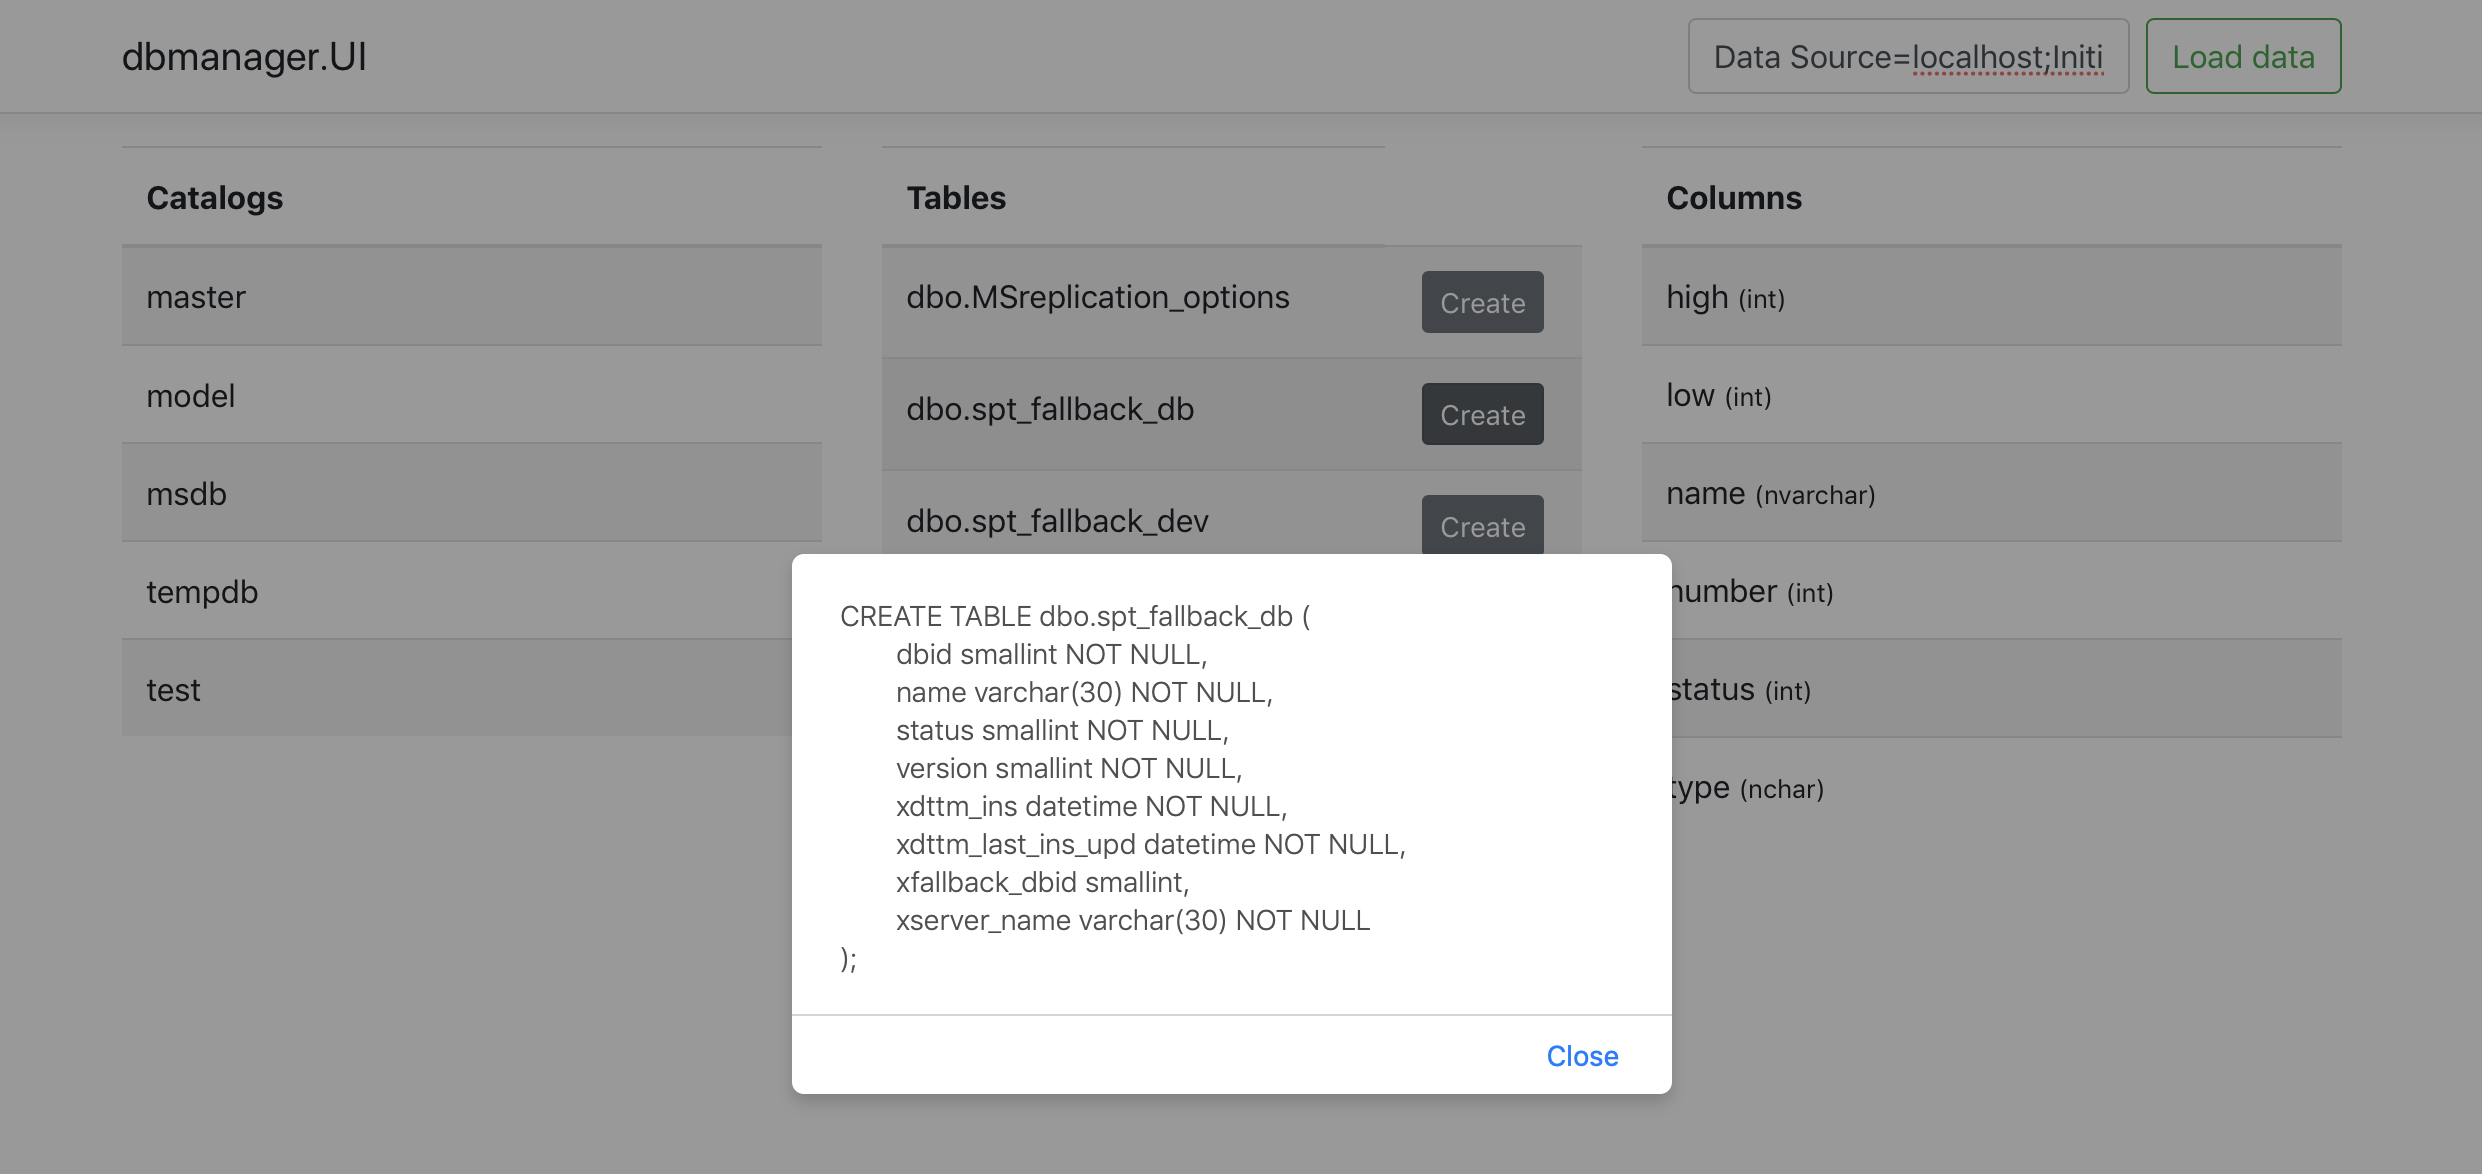 dbmanager.UI
Data Source=localhost;Initi
Load data
Catalogs
master
model
msdb
tempdb
test
Tables
dbo.MSreplication_options Create
dbo.spt_fallback_db Create
dbo.spt_fallback_dev Create
Columns
high (int)
low (int)
name (nvarchar)
number (int)
status (int)
type (nchar)
CREATE TABLE dbo.spt_fallback_db (
dbid smallint NOT NULL,
name varchar(30) NOT NULL,
status smallint NOT NULL,
version smallint NOT NULL,
xdttm_ins datetime NOT NULL,
xdttm_last_ins_upd datetime NOT NULL,
xfallback_dbid smallint,
xserver_name varchar(30) NOT NULL
);
Close